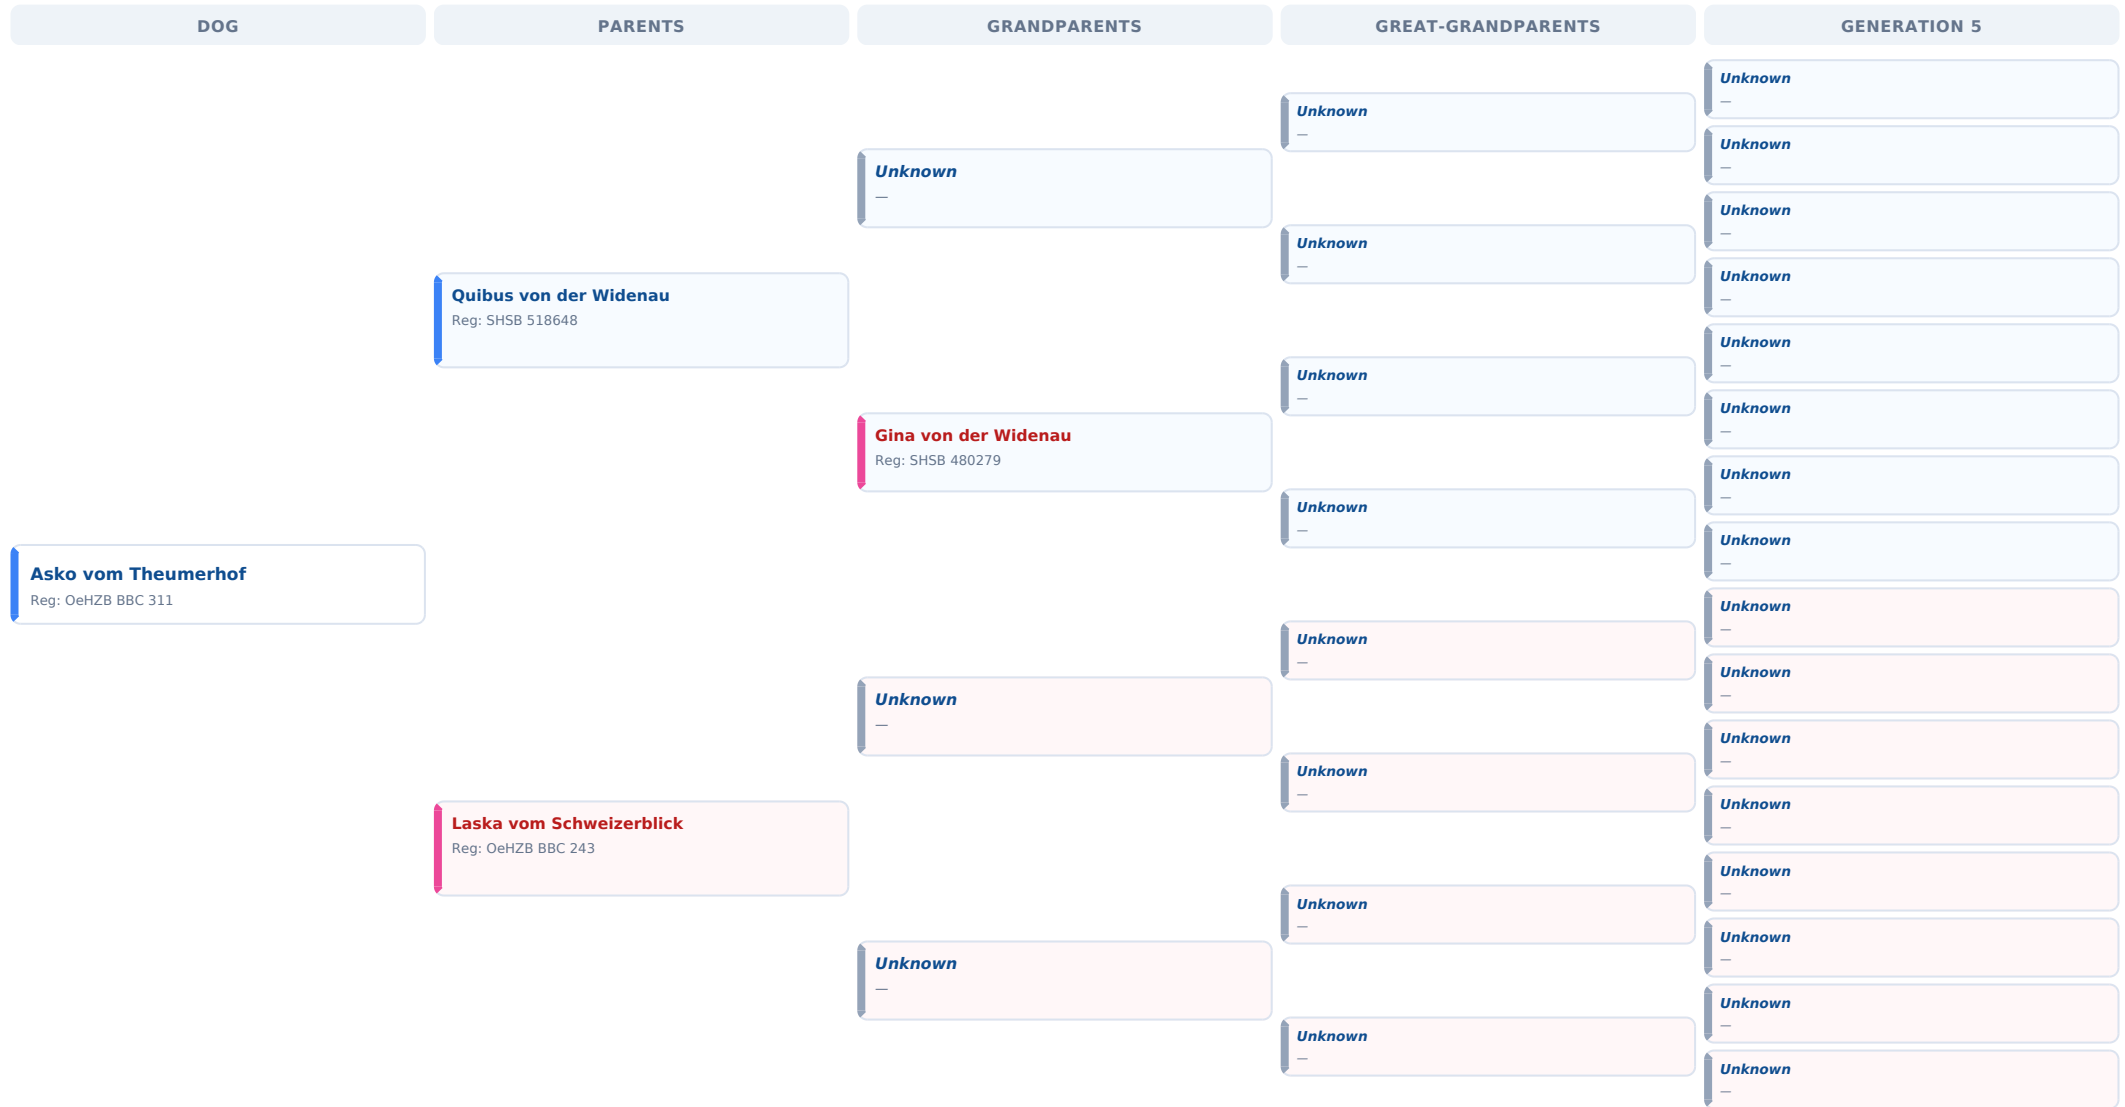 DOG
PARENTS
GRANDPARENTS
GREAT-GRANDPARENTS
GENERATION 5
Asko vom Theumerhof
Reg: OeHZB BBC 311
Quibus von der Widenau
Reg: SHSB 518648
Laska vom Schweizerblick
Reg: OeHZB BBC 243
Unknown
—
Gina von der Widenau
Reg: SHSB 480279
Unknown
—
Unknown
—
Unknown
—
Unknown
—
Unknown
—
Unknown
—
Unknown
—
Unknown
—
Unknown
—
Unknown
—
Unknown
—
Unknown
—
Unknown
—
Unknown
—
Unknown
—
Unknown
—
Unknown
—
Unknown
—
Unknown
—
Unknown
—
Unknown
—
Unknown
—
Unknown
—
Unknown
—
Unknown
—
Unknown
—